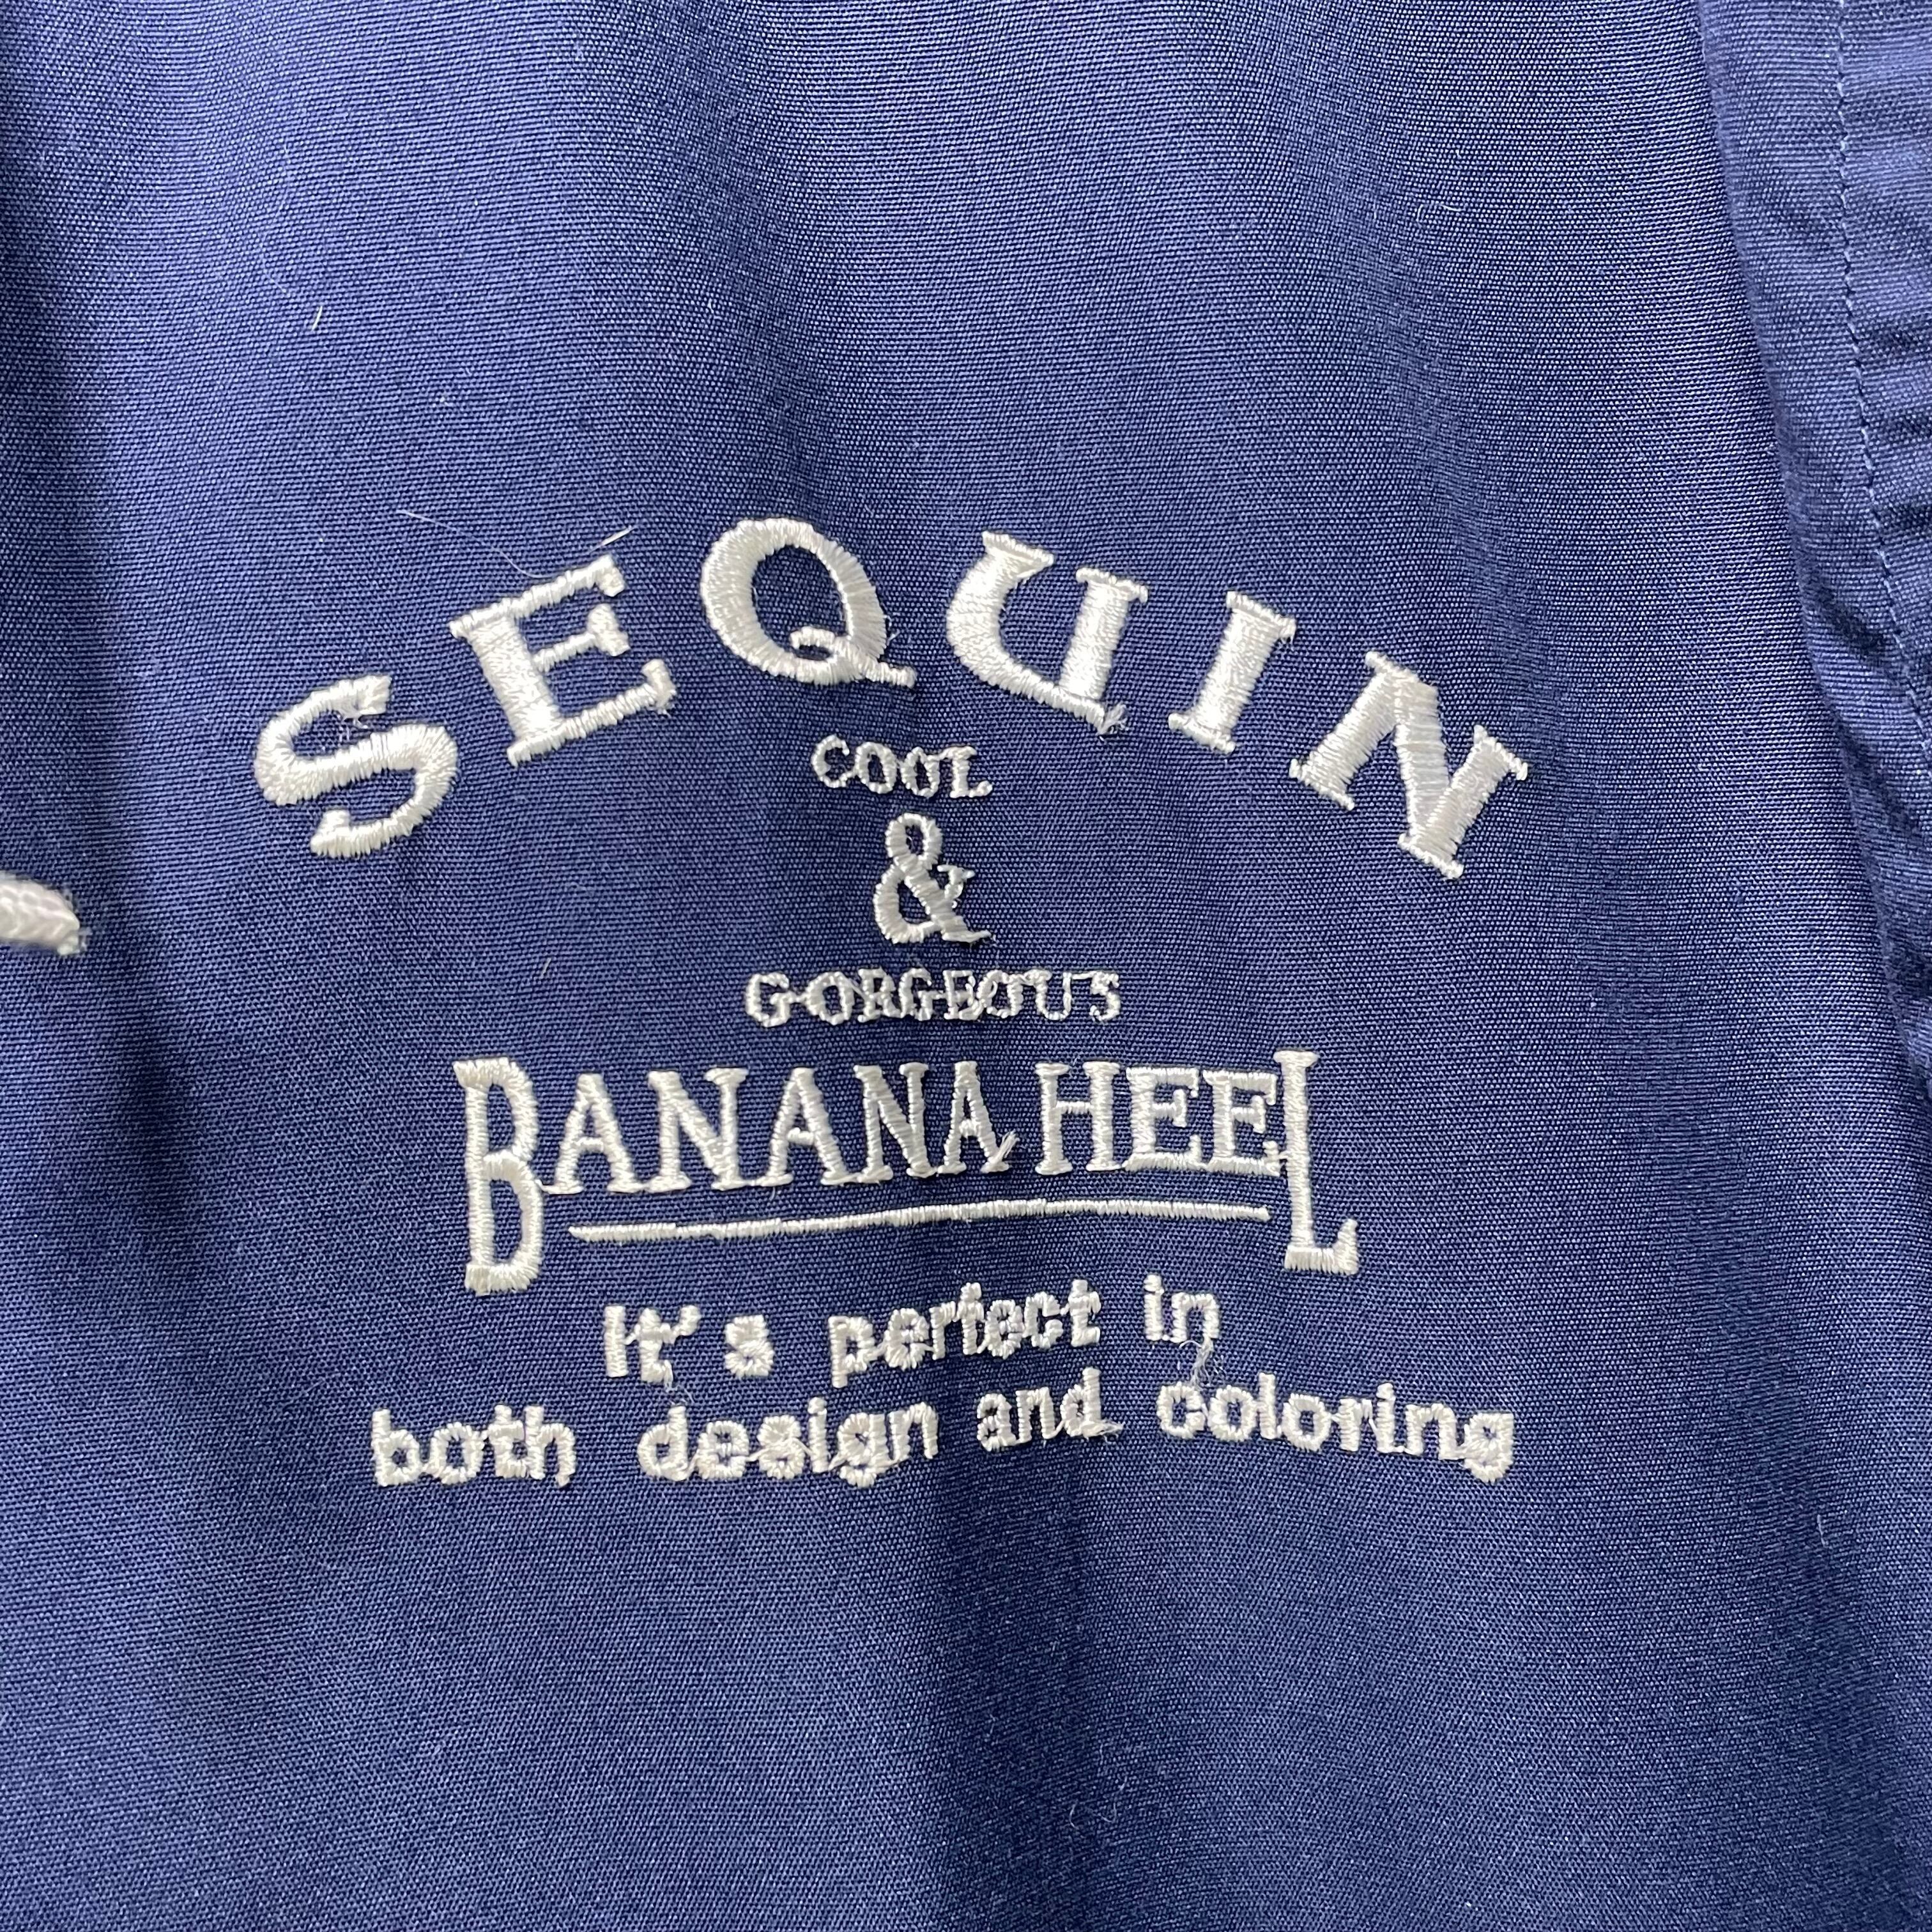 SEQUIN
COOL
&
GORGEOUS
BANANA HEEL
It's perfect in
both design and coloring